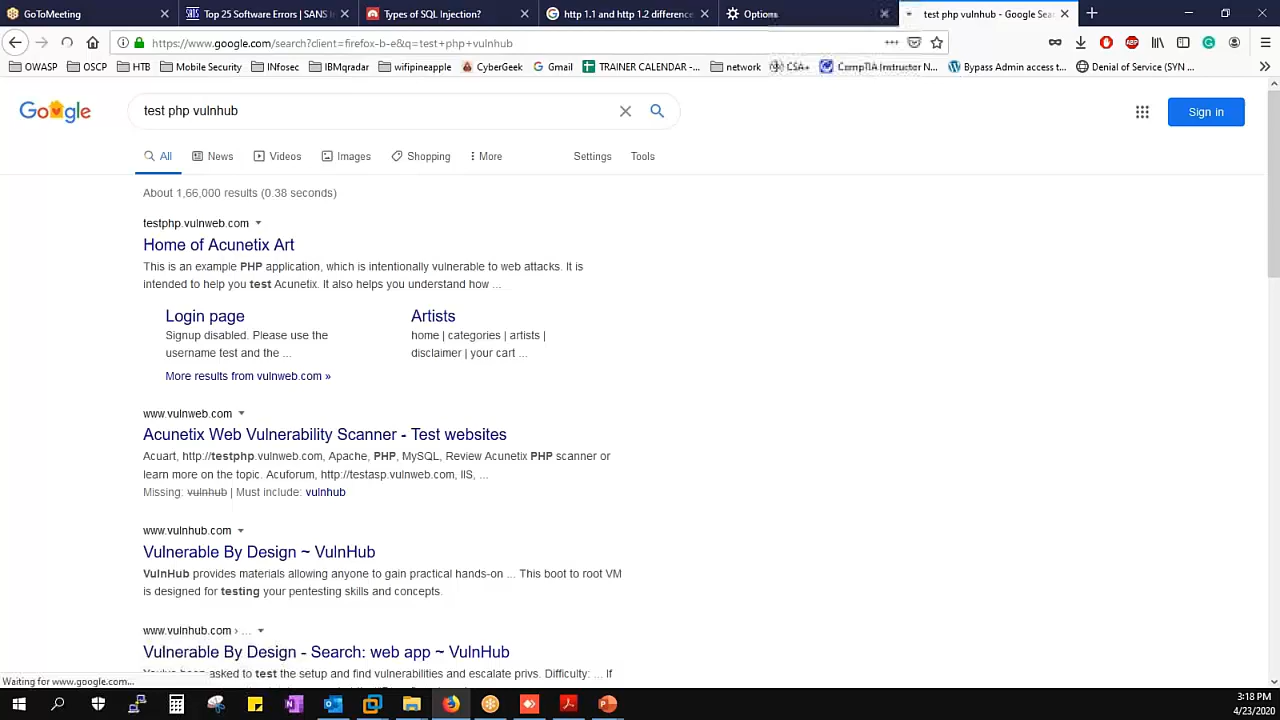 GoToMeeting
Top 25 Software Errors | SANS I
Types of SQL Injection?
http 1.1 and http 1.2 difference
Options
test php vulnhub - Google Sear
https://www.google.com/search?client=firefox-b-e&q=test+php+vulnhub
OWASP
OSCP
HTB
Mobile Security
INfosec
IBMqradar
wifipineapple
CyberGeek
Gmail
TRAINER CALENDAR -...
network
CSA+
CompTIA Instructor N...
Bypass Admin access t...
Denial of Service (SYN ...
Google
test php vulnhub
Sign in
All
News
Videos
Images
Shopping
More
Settings
Tools
About 1,66,000 results (0.38 seconds)
testphp.vulnweb.com
Home of Acunetix Art
This is an example PHP application, which is intentionally vulnerable to web attacks. It is
intended to help you test Acunetix. It also helps you understand how ...
Login page
Signup disabled. Please use the
username test and the ...
Artists
home | categories | artists |
disclaimer | your cart ...
More results from vulnweb.com »
www.vulnweb.com
Acunetix Web Vulnerability Scanner - Test websites
Acuart, http://testphp.vulnweb.com, Apache, PHP, MySQL, Review Acunetix PHP scanner or
learn more on the topic. Acuforum, http://testasp.vulnweb.com, IIS, ...
Missing: vulnhub | Must include: vulnhub
www.vulnhub.com
Vulnerable By Design ~ VulnHub
VulnHub provides materials allowing anyone to gain practical hands-on ... This boot to root VM
is designed for testing your pentesting skills and concepts.
www.vulnhub.com › ...
Vulnerable By Design - Search: web app ~ VulnHub
You've been asked to test the setup and find vulnerabilities and escalate privs. Difficulty: ... If
Waiting for www.google.com...
3:18 PM
4/23/2020